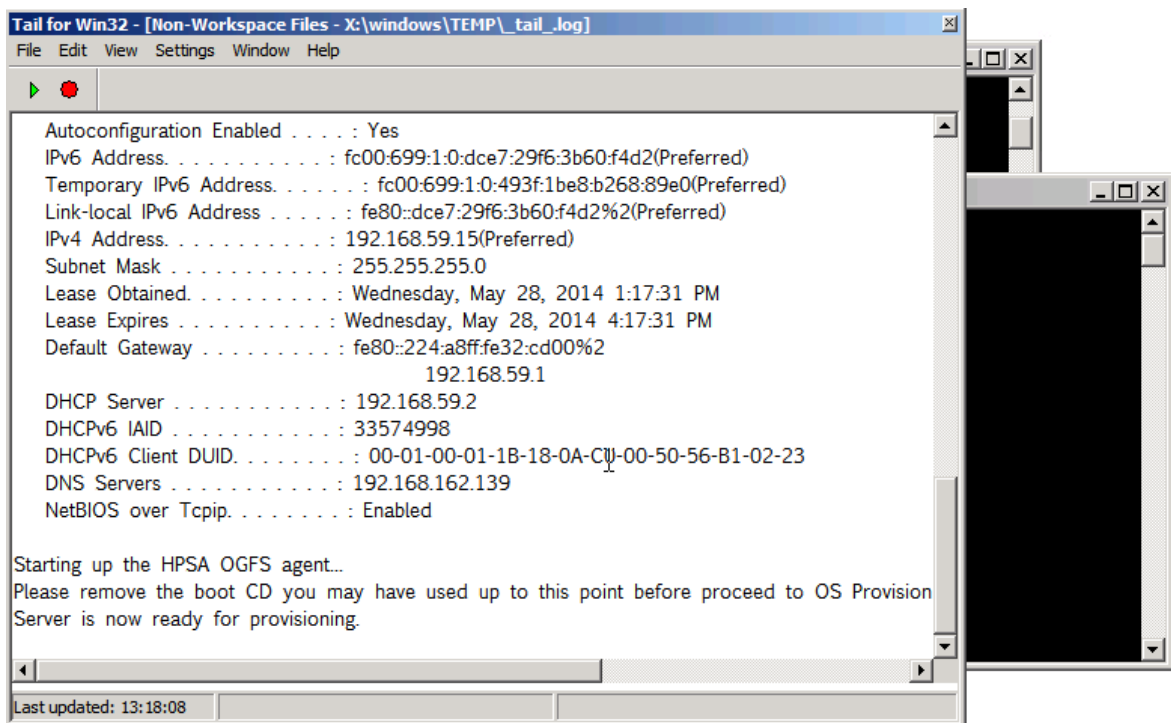 Tail for Win32 - [Non-Workspace Files - X:\windows\TEMP\_tail_.log]
File Edit View Settings Window Help
Autoconfiguration Enabled . . . . : Yes
IPv6 Address. . . . . . . . . . . : fc00:699:1:0:dce7:29f6:3b60:f4d2(Preferred)
Temporary IPv6 Address. . . . . . : fc00:699:1:0:493f:1be8:b268:89e0(Preferred)
Link-local IPv6 Address . . . . . : fe80::dce7:29f6:3b60:f4d2%2(Preferred)
IPv4 Address. . . . . . . . . . . : 192.168.59.15(Preferred)
Subnet Mask . . . . . . . . . . . : 255.255.255.0
Lease Obtained. . . . . . . . . . : Wednesday, May 28, 2014 1:17:31 PM
Lease Expires . . . . . . . . . . : Wednesday, May 28, 2014 4:17:31 PM
Default Gateway . . . . . . . . . : fe80::224:a8ff:fe32:cd00%2
192.168.59.1
DHCP Server . . . . . . . . . . . : 192.168.59.2
DHCPv6 IAID . . . . . . . . . . . : 33574998
DHCPv6 Client DUID. . . . . . . . :
DNS Servers . . . . . . . . . . . : 192.168.162.139
NetBIOS over Tcpip. . . . . . . . : Enabled
Starting up the HPSA OGFS agent...
Please remove the boot CD you may have used up to this point before proceed to OS Provision
Server is now ready for provisioning.
Last updated: 13:18:08